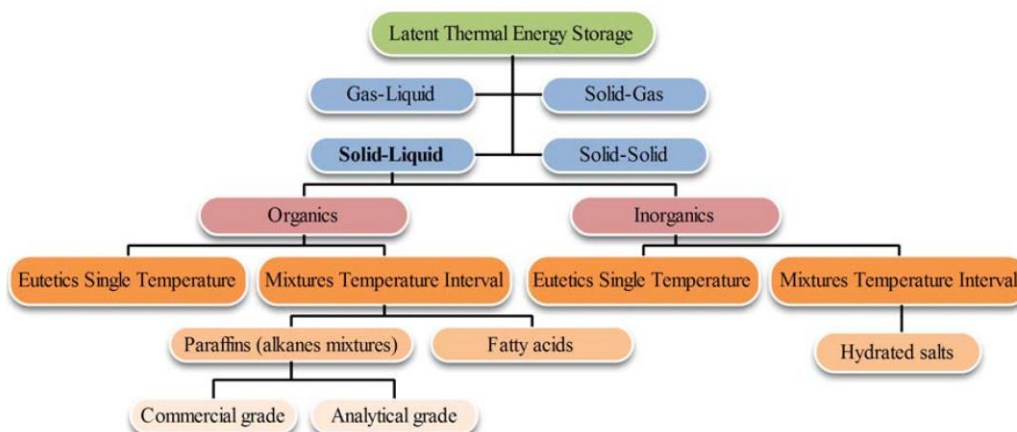 Latent Thermal Energy Storage
Gas-Liquid
Solid-Gas
Solid-Liquid
Solid-Solid
Organics
Inorganics
Eutetics Single Temperature
Mixtures Temperature Interval
Eutetics Single Temperature
Mixtures Temperature Interval
Paraffins (alkanes mixtures)
Fatty acids
Hydrated salts
Commercial grade
Analytical grade